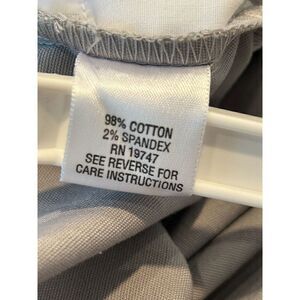 98% COTTON
2% SPANDEX
RN 19747
SEE REVERSE FOR
CARE INSTRUCTIONS